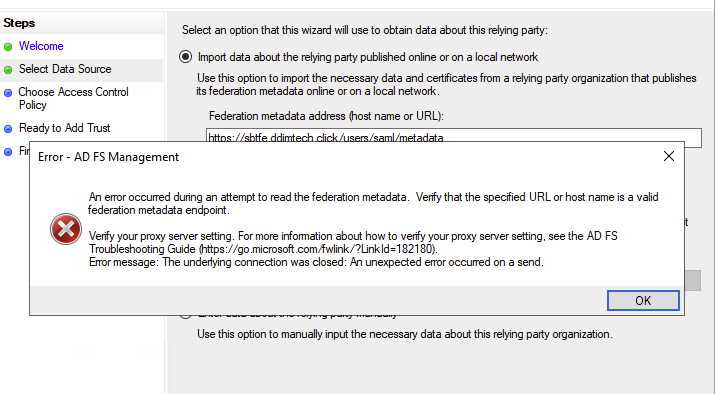 Steps
Welcome
Select Data Source
Choose Access Control
Policy
Ready to Add Trust
Select an option that this wizard will use to obtain data about this relying party:
Import data about the relying party published online or on a local network
Use this option to import the necessary data and certificates from a relying party organization that publishes
its federation metadata online or on a local network.
Federation metadata address (host name or URL):
https://sbtfe.ddimtech.click/users/saml/metadata
Error - AD FS Management
An error occurred during an attempt to read the federation metadata. Verify that the specified URL or host name is a valid
federation metadata endpoint.
Verify your proxy server setting. For more information about how to verify your proxy server setting, see the AD FS
Troubleshooting Guide (https://go.microsoft.com/fwlink/?LinkId=182180).
Error message: The underlying connection was closed: An unexpected error occurred on a send.
OK
Enter data about the relying party manually
Use this option to manually input the necessary data about this relying party organization.